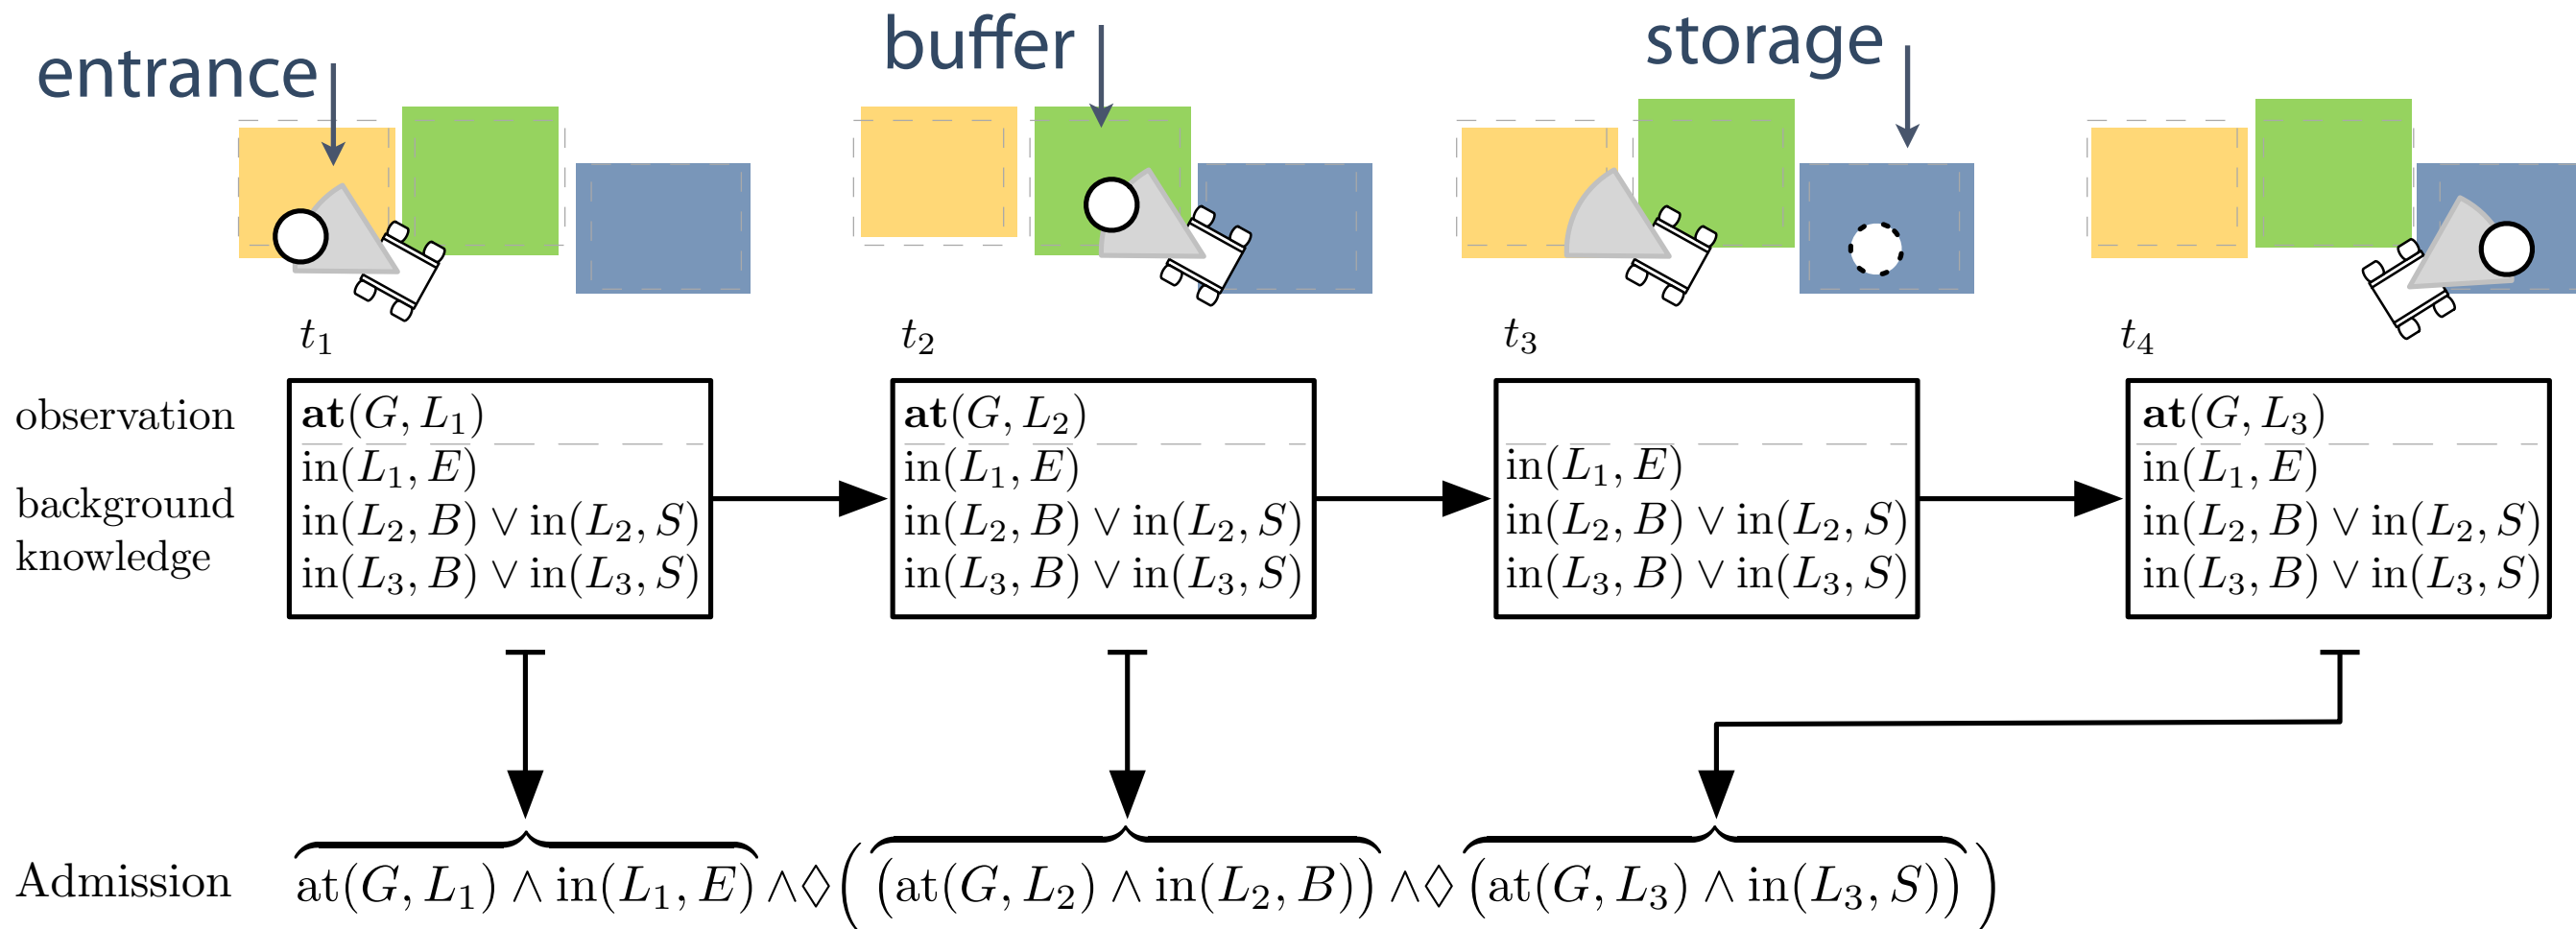 entrance
buffer
storage
t₁ t₂ t₃ t₄
observation
background
knowledge
at(G, L₁)
in(L₁, E)
in(L₂, B) ∨ in(L₂, S)
in(L₃, B) ∨ in(L₃, S)
at(G, L₂)
in(L₁, E)
in(L₂, B) ∨ in(L₂, S)
in(L₃, B) ∨ in(L₃, S)
in(L₁, E)
in(L₂, B) ∨ in(L₂, S)
in(L₃, B) ∨ in(L₃, S)
at(G, L₃)
in(L₁, E)
in(L₂, B) ∨ in(L₂, S)
in(L₃, B) ∨ in(L₃, S)
Admission at(G, L₁) ∧ in(L₁, E) ∧◊( (at(G, L₂) ∧ in(L₂, B)) ∧◊ (at(G, L₃) ∧ in(L₃, S)) )